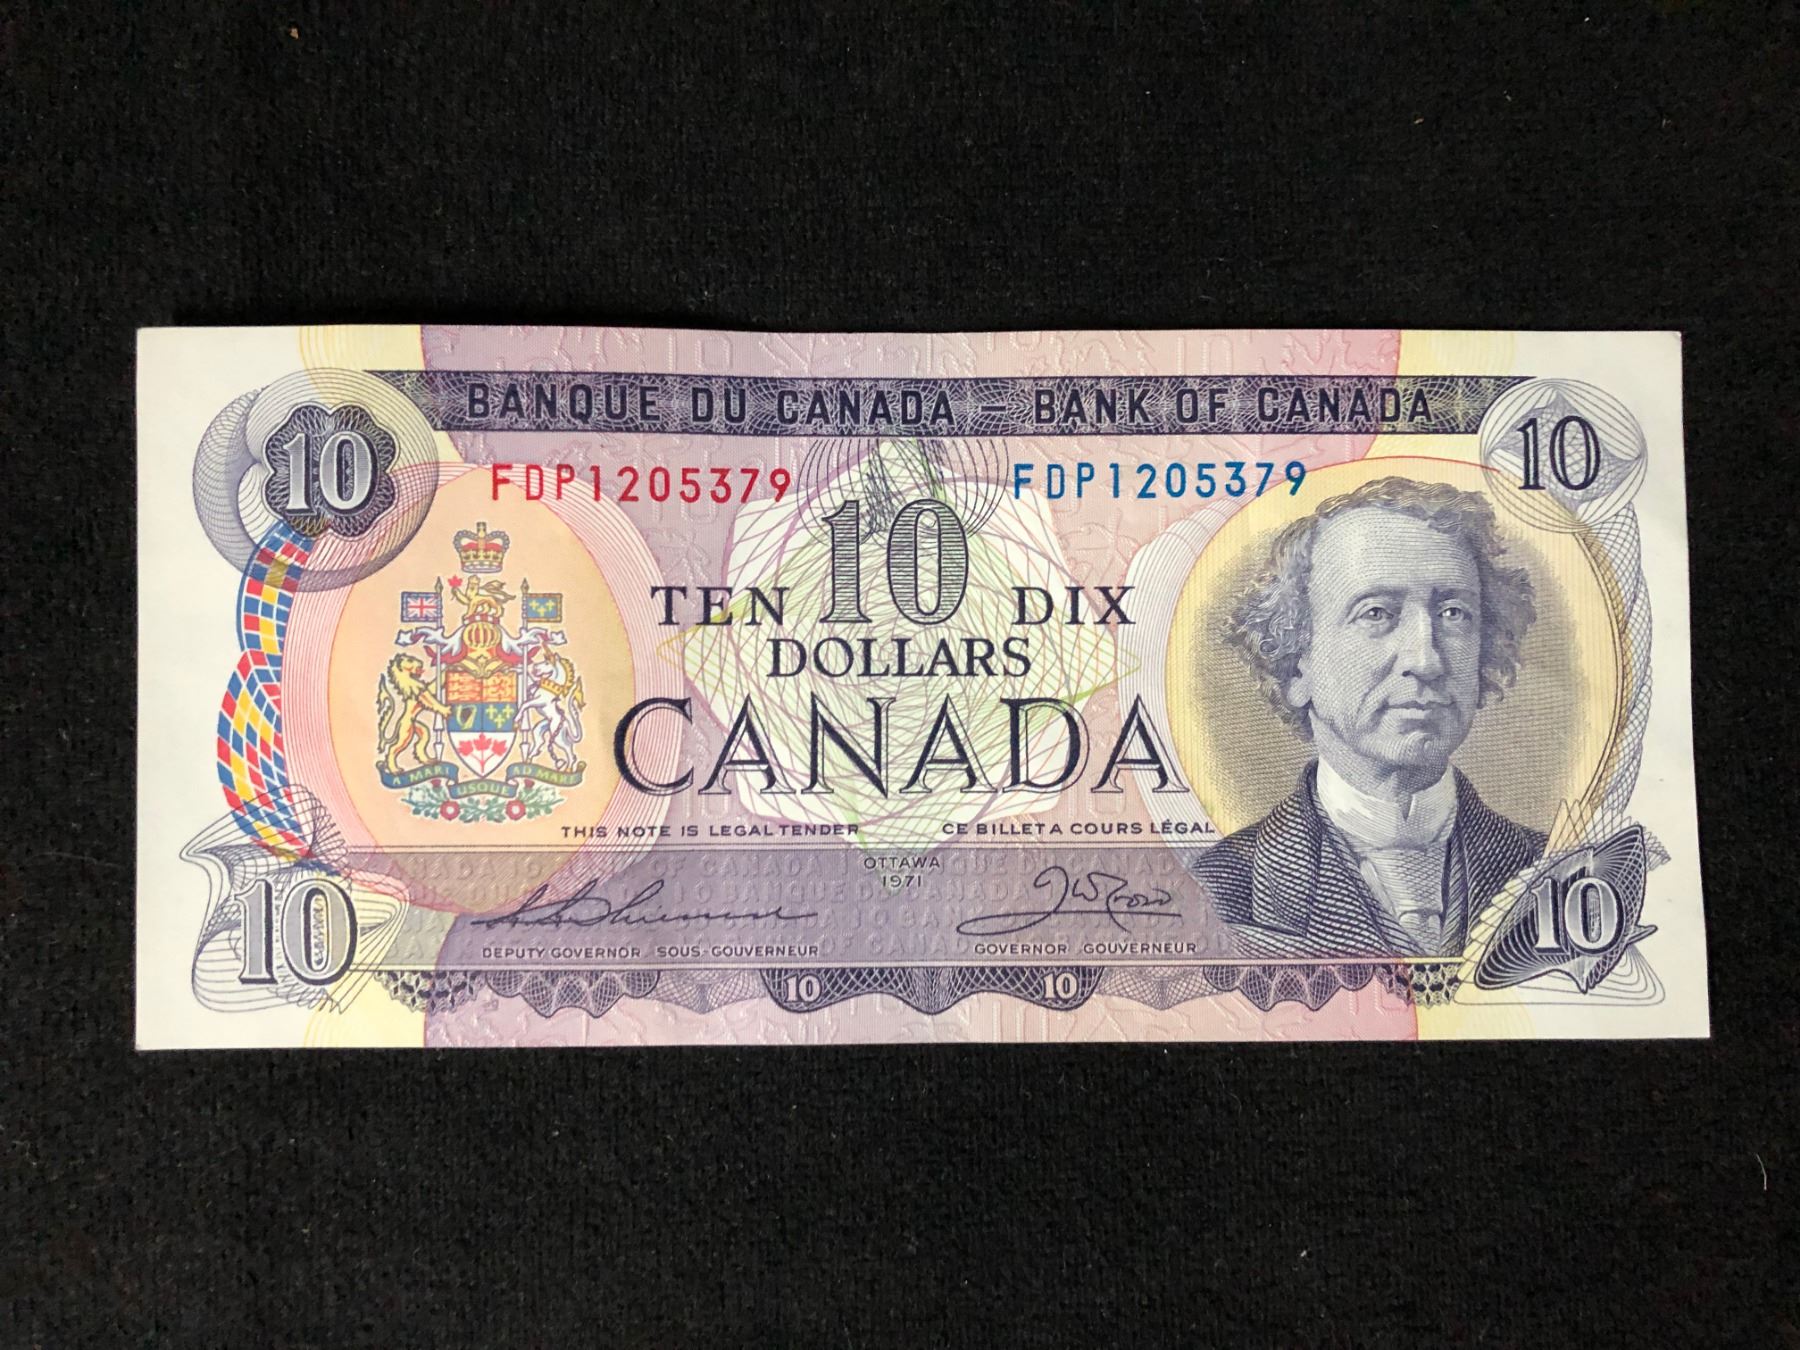 BANQUE DU CANADA – BANK OF CANADA
10 10
FDP1205379 FDP1205379
TEN 10 DIX
DOLLARS
CANADA
A MARI USQUE AD MARE
THIS NOTE IS LEGAL TENDER CE BILLET A COURS LÉGAL
OTTAWA
1971
DEPUTY GOVERNOR SOUS-GOUVERNEUR GOVERNOR GOUVERNEUR
10 10 10 10